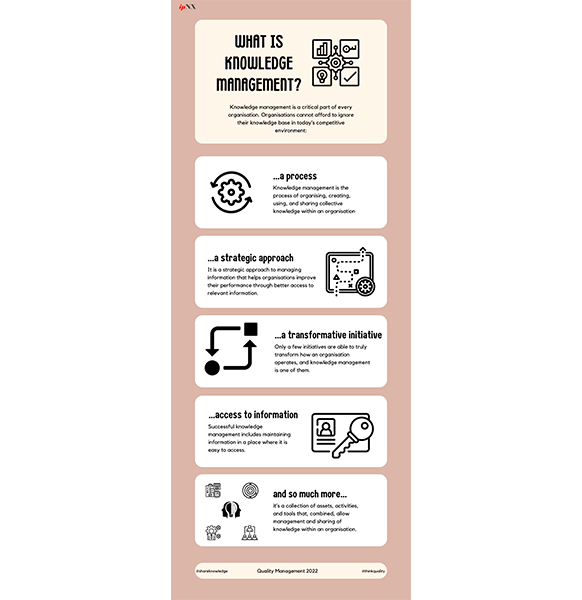 ipNX
WHAT IS
KNOWLEDGE
MANAGEMENT?
Knowledge management is a critical part of every
organisation. Organisations cannot afford to ignore
their knowledge base in today's competitive
environment:
...a process
Knowledge management is the
process of organising, creating,
using, and sharing collective
knowledge within an organisation
...a strategic approach
It is a strategic approach to managing
information that helps organisations improve
their performance through better access to
relevant information.
...a transformative initiative
Only a few initiatives are able to truly
transform how an organisation
operates, and knowledge management
is one of them.
...access to information
Successful knowledge
management includes maintaining
information in a place where it is
easy to access.
and so much more...
it's a collection of assets, activities,
and tools that, combined, allow
management and sharing of
knowledge within an organisation.
#shareknowledge
Quality Management 2022
#thinkquality